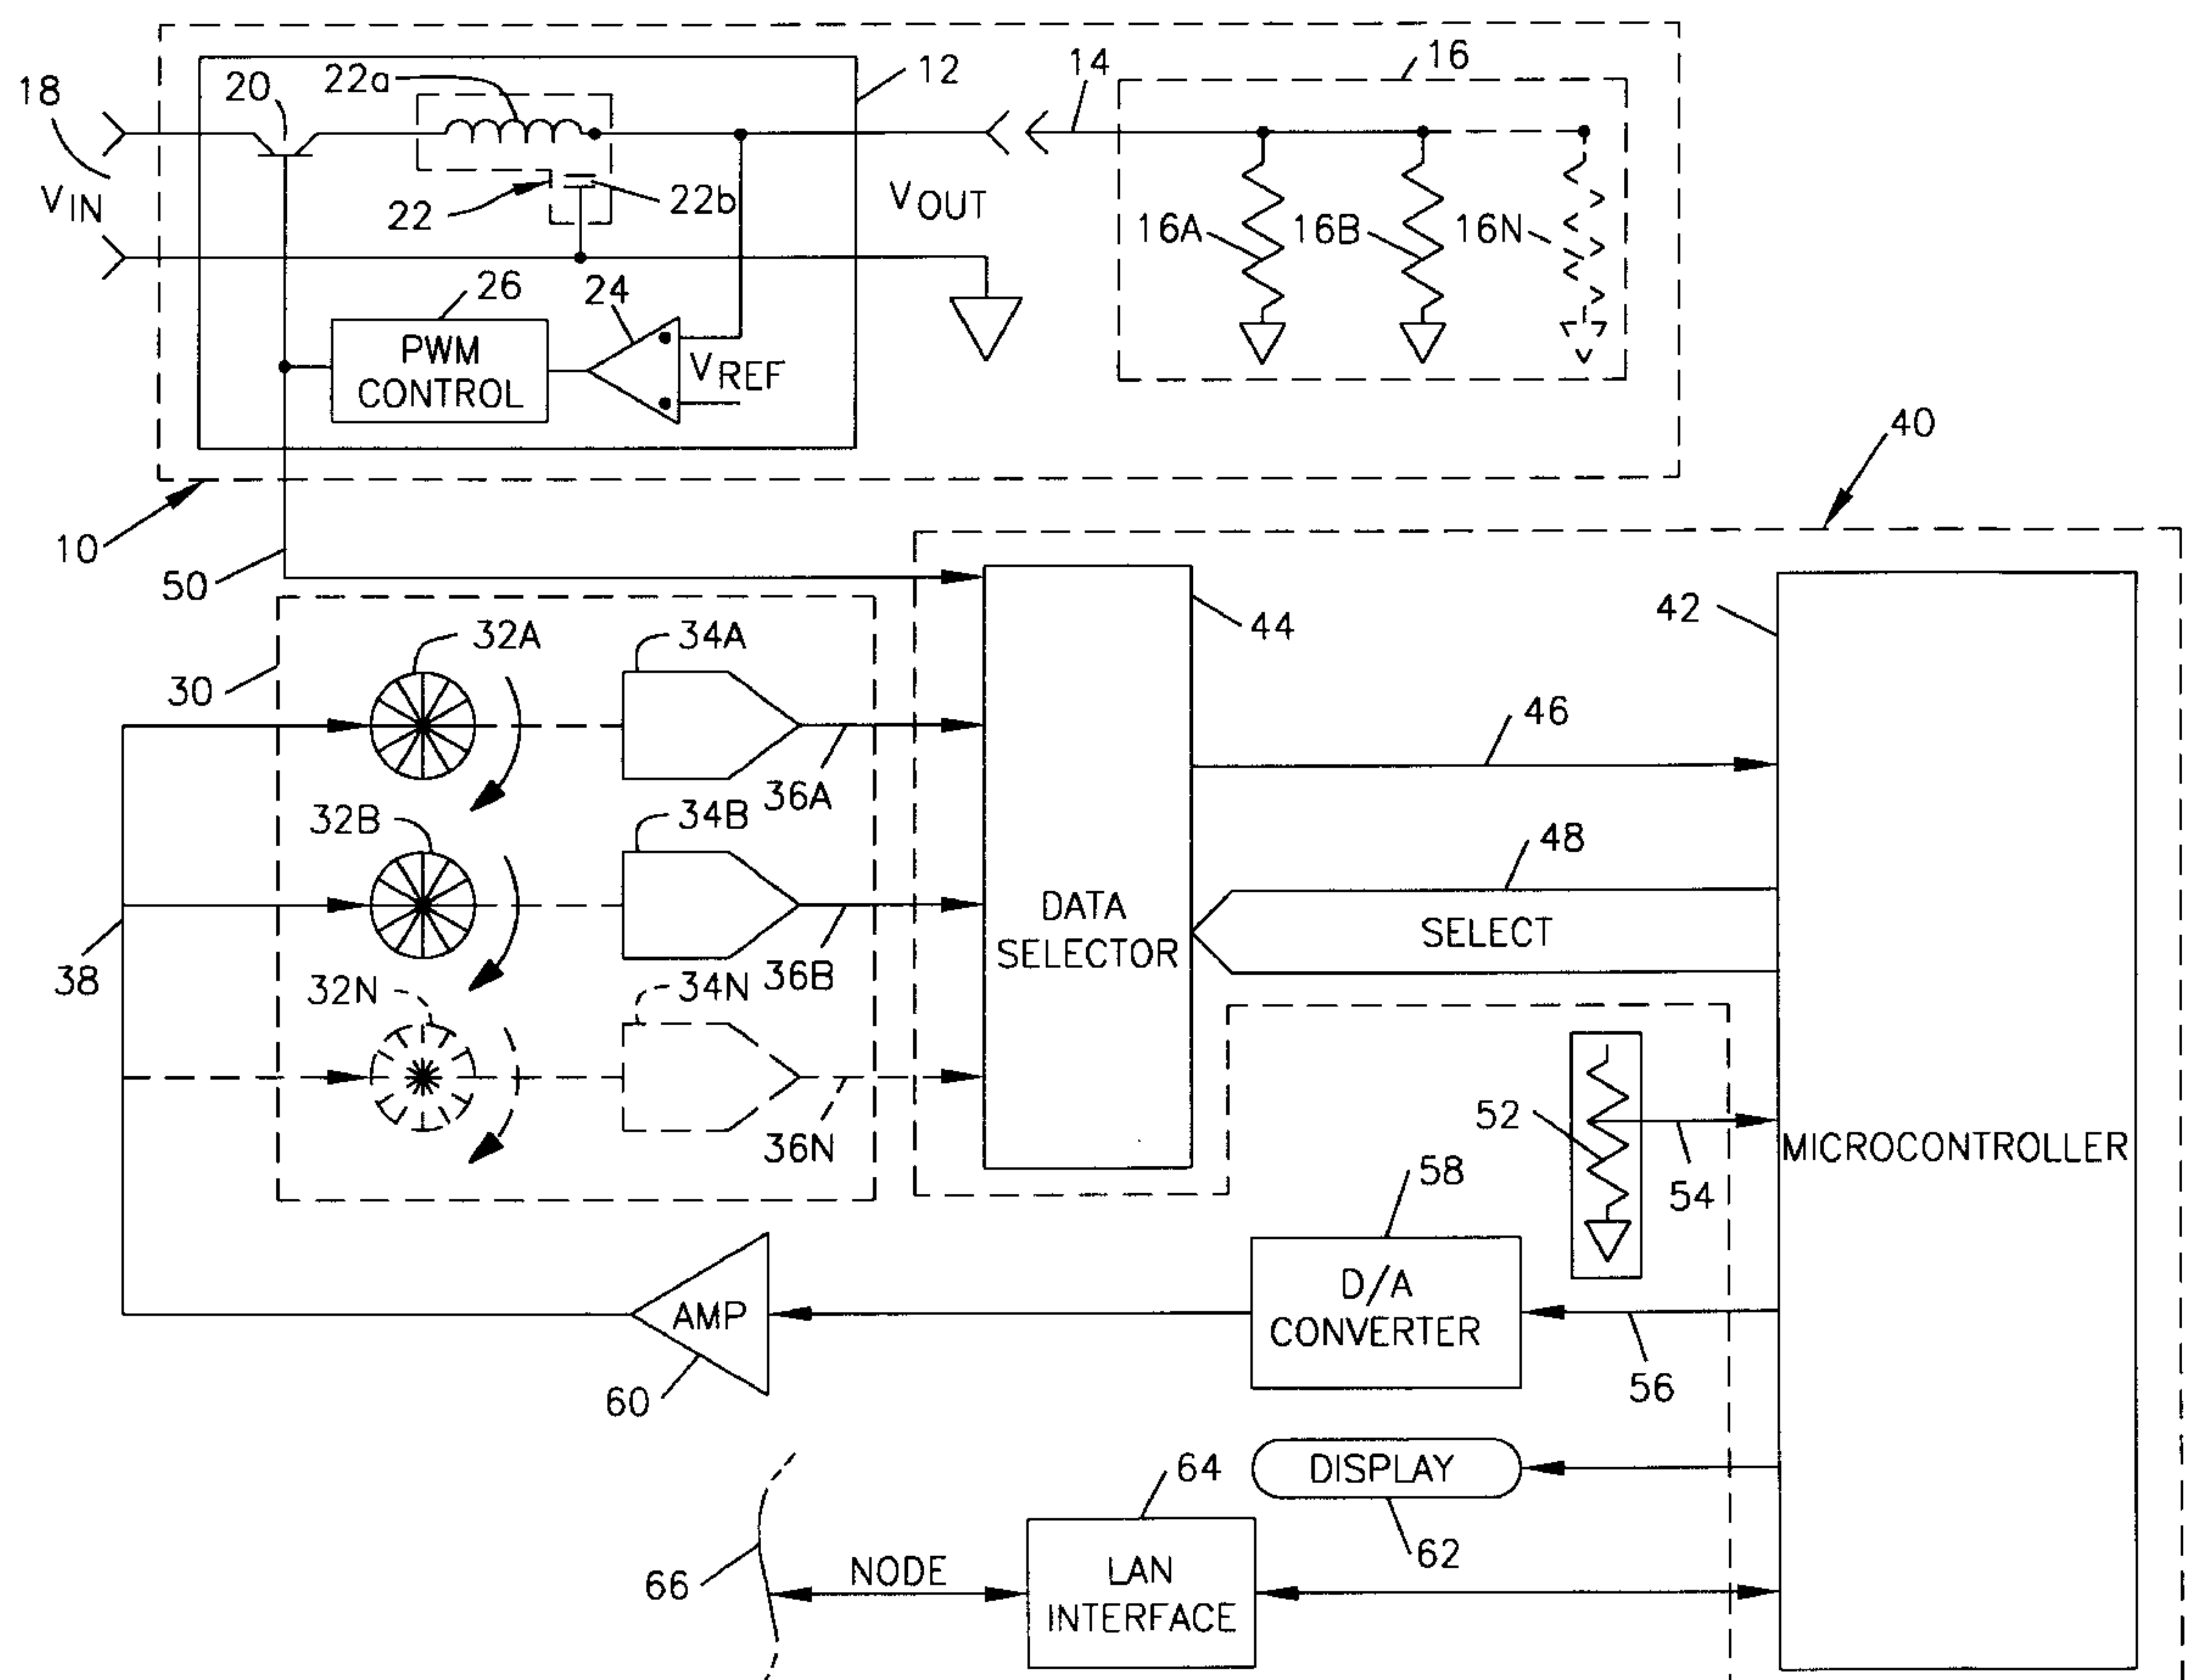 16
12
14
22a
20
18
VIN
22
22b
VOUT
16A
16B
16N
26
24
PWM
CONTROL
VREF
40
10
50
44
42
32A
34A
30
46
36A
32B
34B
48
DATA
SELECTOR
SELECT
38
32N
34N
36B
52
MICROCONTROLLER
36N
58
54
D/A
CONVERTER
AMP
60
56
64
DISPLAY
62
66
NODE
LAN
INTERFACE